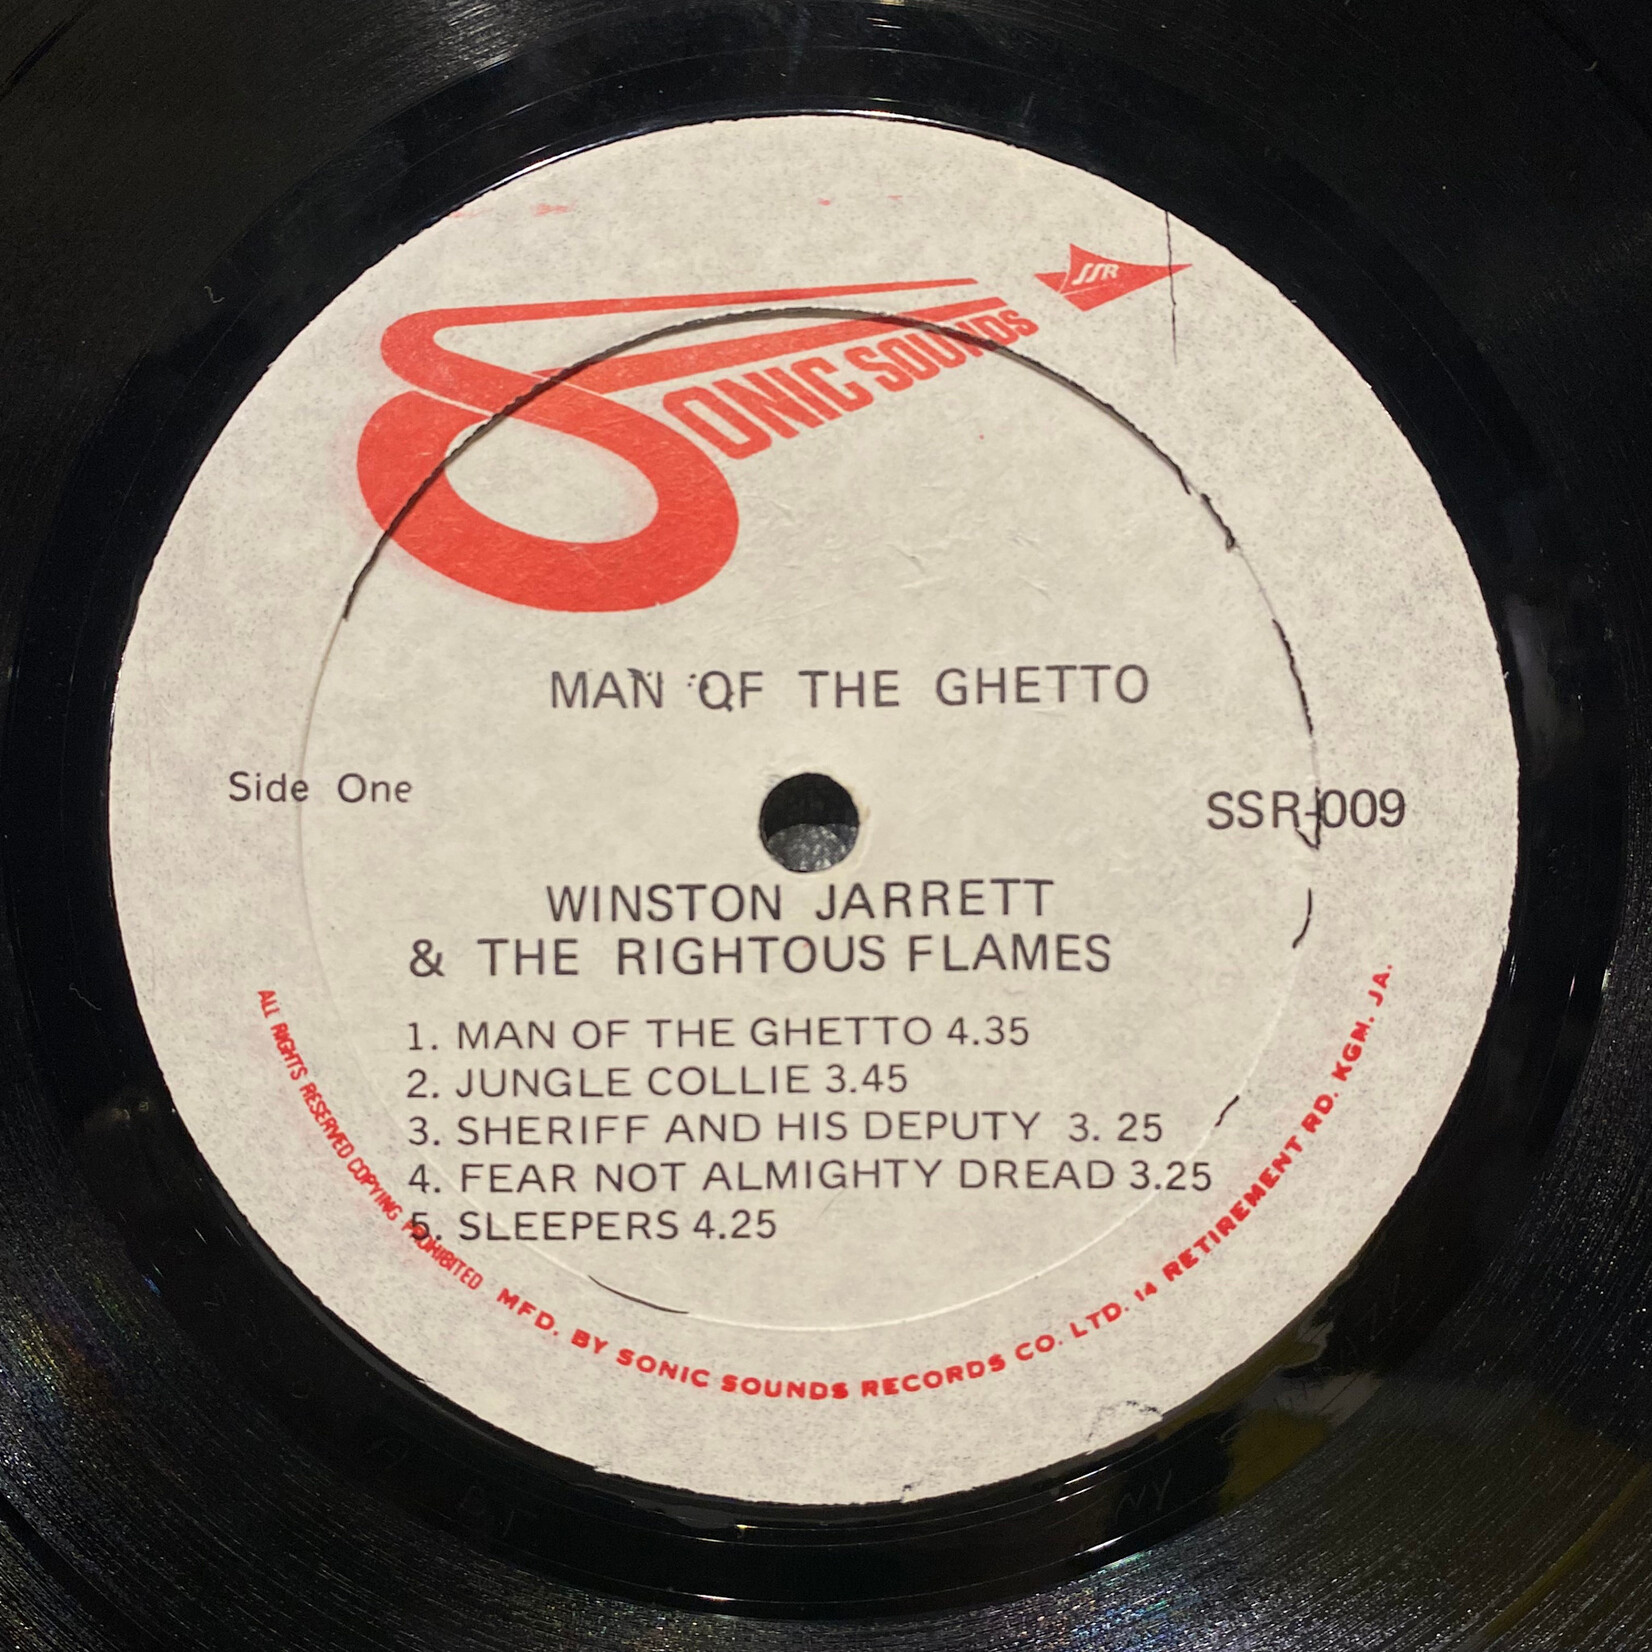 SONIC SOUNDS
SSR
MAN OF THE GHETTO
Side One
SSR-009
WINSTON JARRETT
& THE RIGHTOUS FLAMES
1. MAN OF THE GHETTO 4.35
2. JUNGLE COLLIE 3.45
3. SHERIFF AND HIS DEPUTY 3. 25
4. FEAR NOT ALMIGHTY DREAD 3.25
5. SLEEPERS 4.25
ALL RIGHTS RESERVED COPYING PROHIBITED MFD. BY SONIC SOUNDS RECORDS CO. LTD. 14 RETIREMENT RD. KGN. JA.